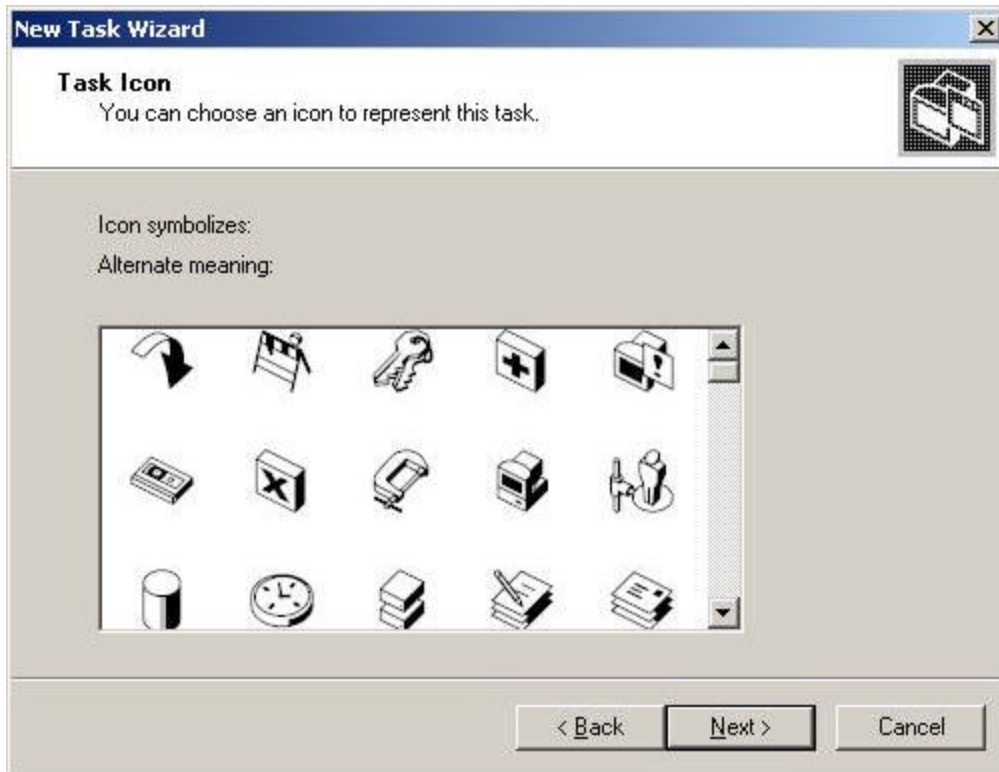 New Task Wizard
Task Icon
You can choose an icon to represent this task.
Icon symbolizes:
Alternate meaning:
< Back
Next >
Cancel